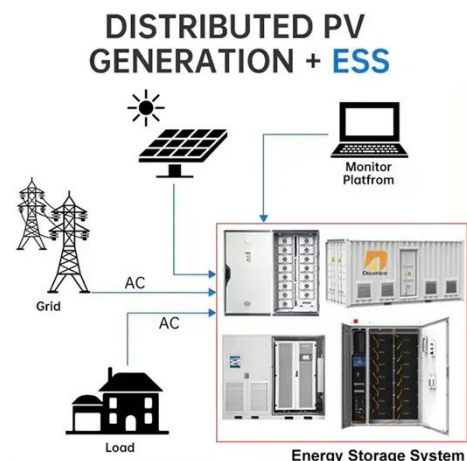 DISTRIBUTED PV
GENERATION + ESS
Monitor
Platfrom
Grid
AC
AC
Load
Energy Storage System